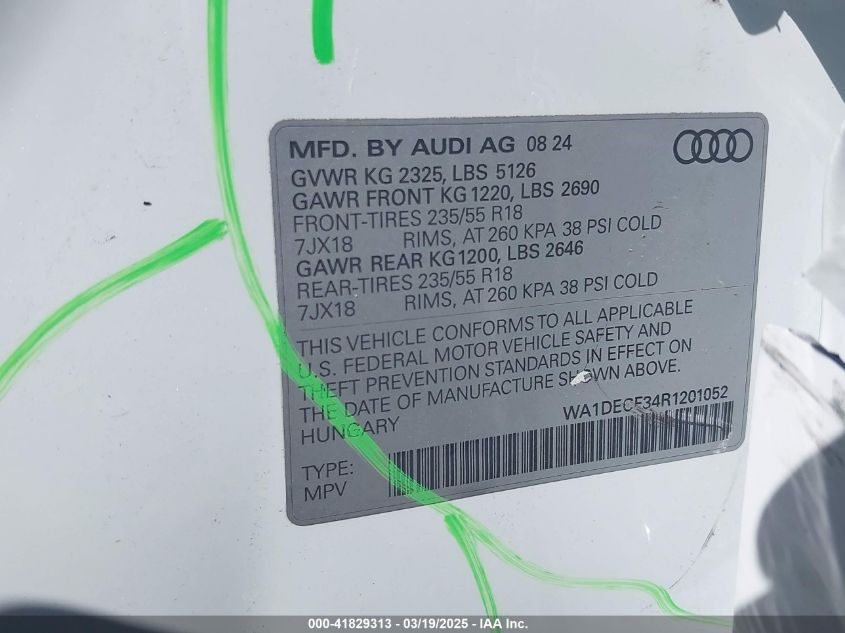 MFD. BY AUDI AG 08 24
GVWR KG 2325, LBS 5126
GAWR FRONT KG 1220, LBS 2690
FRONT-TIRES 235/55 R18
7JX18 RIMS, AT 260 KPA 38 PSI COLD
GAWR REAR KG1200, LBS 2646
REAR-TIRES 235/55 R18
7JX18 RIMS, AT 260 KPA 38 PSI COLD
THIS VEHICLE CONFORMS TO ALL APPLICABLE
U.S. FEDERAL MOTOR VEHICLE SAFETY AND
THEFT PREVENTION STANDARDS IN EFFECT ON
THE DATE OF MANUFACTURE SHOWN ABOVE.
HUNGARY
WA1DECF34R1201052
TYPE:
MPV
000-41829313 - 03/19/2025 - IAA Inc.